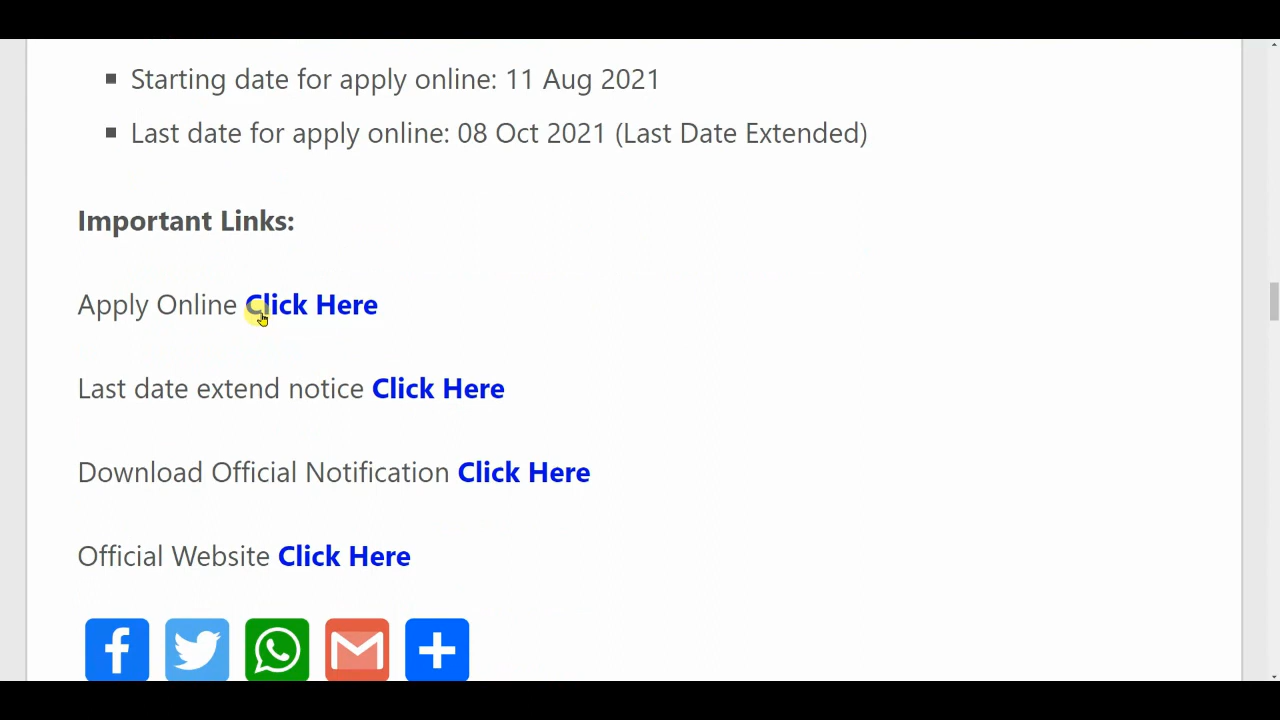 Starting date for apply online: 11 Aug 2021
Last date for apply online: 08 Oct 2021 (Last Date Extended)
Important Links:
Apply Online Click Here
Last date extend notice Click Here
Download Official Notification Click Here
Official Website Click Here